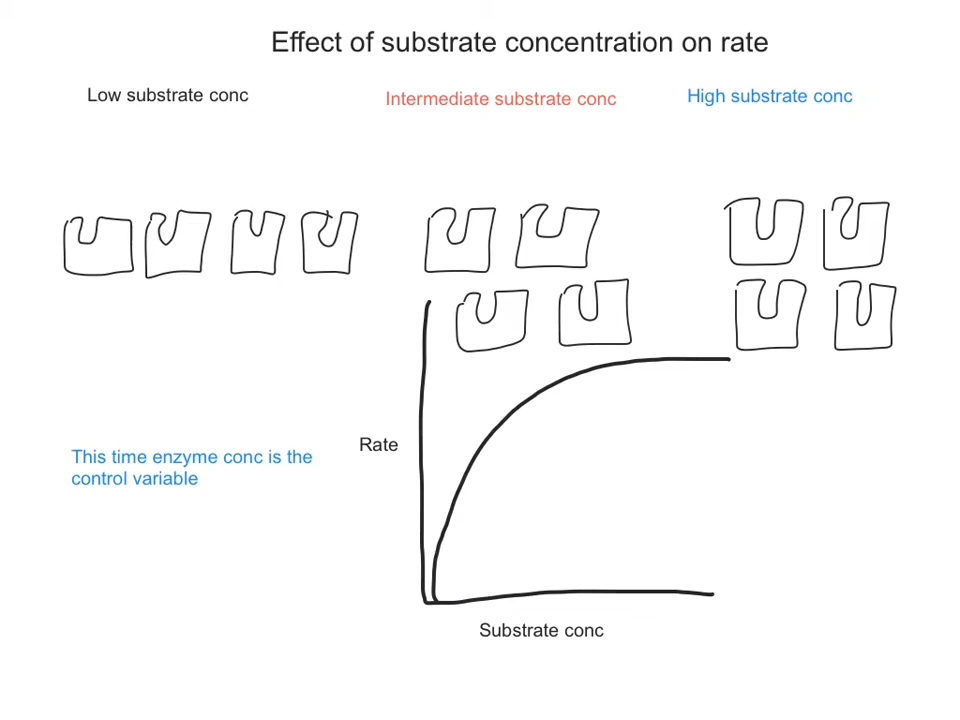 Effect of substrate concentration on rate
Low substrate conc
Intermediate substrate conc
High substrate conc
Rate
This time enzyme conc is the
control variable
Substrate conc